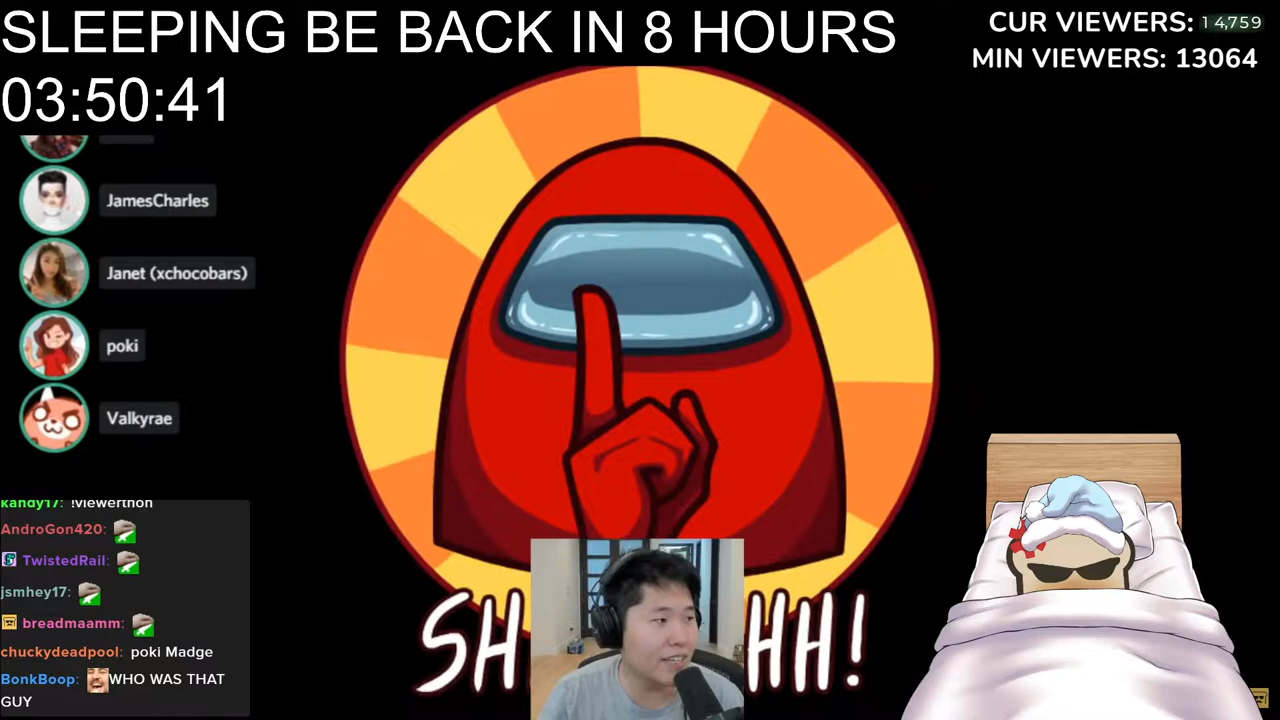 SLEEPING BE BACK IN 8 HOURS
03:50:41
CUR VIEWERS: 14,759
MIN VIEWERS: 13064
JamesCharles
Janet (xchocobars)
poki
Valkyrae
kandy17: !viewerthon
AndroGon420:
TwistedRail:
jsmhey17:
breadmaamm:
chuckydeadpool: poki Madge
BonkBoop: WHO WAS THAT
GUY
SH HH!